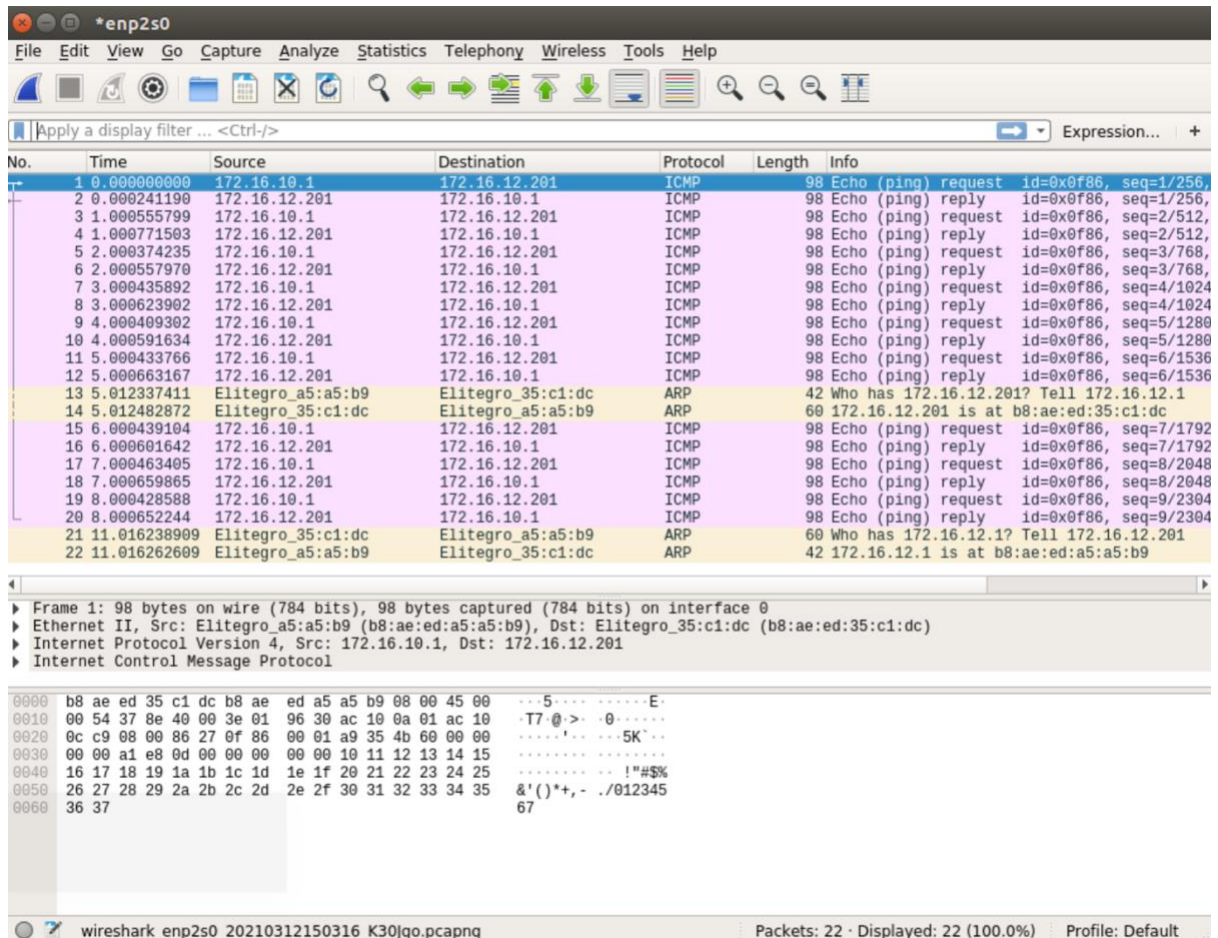 *enp2s0
File Edit View Go Capture Analyze Statistics Telephony Wireless Tools Help
Apply a display filter ... <Ctrl-/> Expression... +
No. Time Source Destination Protocol Length Info
1 0.000000000 172.16.10.1 172.16.12.201 ICMP 98 Echo (ping) request id=0x0f86, seq=1/256,
2 0.000241190 172.16.12.201 172.16.10.1 ICMP 98 Echo (ping) reply id=0x0f86, seq=1/256,
3 1.000555799 172.16.10.1 172.16.12.201 ICMP 98 Echo (ping) request id=0x0f86, seq=2/512,
4 1.000771503 172.16.12.201 172.16.10.1 ICMP 98 Echo (ping) reply id=0x0f86, seq=2/512,
5 2.000374235 172.16.10.1 172.16.12.201 ICMP 98 Echo (ping) request id=0x0f86, seq=3/768,
6 2.000557970 172.16.12.201 172.16.10.1 ICMP 98 Echo (ping) reply id=0x0f86, seq=3/768,
7 3.000435892 172.16.10.1 172.16.12.201 ICMP 98 Echo (ping) request id=0x0f86, seq=4/1024
8 3.000623902 172.16.12.201 172.16.10.1 ICMP 98 Echo (ping) reply id=0x0f86, seq=4/1024
9 4.000409302 172.16.10.1 172.16.12.201 ICMP 98 Echo (ping) request id=0x0f86, seq=5/1280
10 4.000591634 172.16.12.201 172.16.10.1 ICMP 98 Echo (ping) reply id=0x0f86, seq=5/1280
11 5.000433766 172.16.10.1 172.16.12.201 ICMP 98 Echo (ping) request id=0x0f86, seq=6/1536
12 5.000663167 172.16.12.201 172.16.10.1 ICMP 98 Echo (ping) reply id=0x0f86, seq=6/1536
13 5.012337411 Elitegro_a5:a5:b9 Elitegro_35:c1:dc ARP 42 Who has 172.16.12.201? Tell 172.16.12.1
14 5.012482872 Elitegro_35:c1:dc Elitegro_a5:a5:b9 ARP 60 172.16.12.201 is at b8:ae:ed:35:c1:dc
15 6.000439104 172.16.10.1 172.16.12.201 ICMP 98 Echo (ping) request id=0x0f86, seq=7/1792
16 6.000601642 172.16.12.201 172.16.10.1 ICMP 98 Echo (ping) reply id=0x0f86, seq=7/1792
17 7.000463405 172.16.10.1 172.16.12.201 ICMP 98 Echo (ping) request id=0x0f86, seq=8/2048
18 7.000659865 172.16.12.201 172.16.10.1 ICMP 98 Echo (ping) reply id=0x0f86, seq=8/2048
19 8.000428588 172.16.10.1 172.16.12.201 ICMP 98 Echo (ping) request id=0x0f86, seq=9/2304
20 8.000652244 172.16.12.201 172.16.10.1 ICMP 98 Echo (ping) reply id=0x0f86, seq=9/2304
21 11.016238909 Elitegro_35:c1:dc Elitegro_a5:a5:b9 ARP 60 Who has 172.16.12.1? Tell 172.16.12.201
22 11.016262609 Elitegro_a5:a5:b9 Elitegro_35:c1:dc ARP 42 172.16.12.1 is at b8:ae:ed:a5:a5:b9
Frame 1: 98 bytes on wire (784 bits), 98 bytes captured (784 bits) on interface 0
Ethernet II, Src: Elitegro_a5:a5:b9 (b8:ae:ed:a5:a5:b9), Dst: Elitegro_35:c1:dc (b8:ae:ed:35:c1:dc)
Internet Protocol Version 4, Src: 172.16.10.1, Dst: 172.16.12.201
Internet Control Message Protocol
0000 b8 ae ed 35 c1 dc b8 ae ed a5 a5 b9 08 00 45 00 ···5···· ······E·
0010 00 54 37 8e 40 00 3e 01 96 30 ac 10 0a 01 ac 10 ·T7·@·>· ·0······
0020 0c c9 08 00 86 27 0f 86 00 01 a9 35 4b 60 00 00 ·····'·· ···5K`··
0030 00 00 a1 e8 0d 00 00 00 00 00 10 11 12 13 14 15 ········ ········
0040 16 17 18 19 1a 1b 1c 1d 1e 1f 20 21 22 23 24 25 ········ ·· !"#$%
0050 26 27 28 29 2a 2b 2c 2d 2e 2f 30 31 32 33 34 35 &'()*+,- ./012345
0060 36 37 67
wireshark_enp2s0_20210312150316_K30Jgo.pcapng Packets: 22 · Displayed: 22 (100.0%) Profile: Default